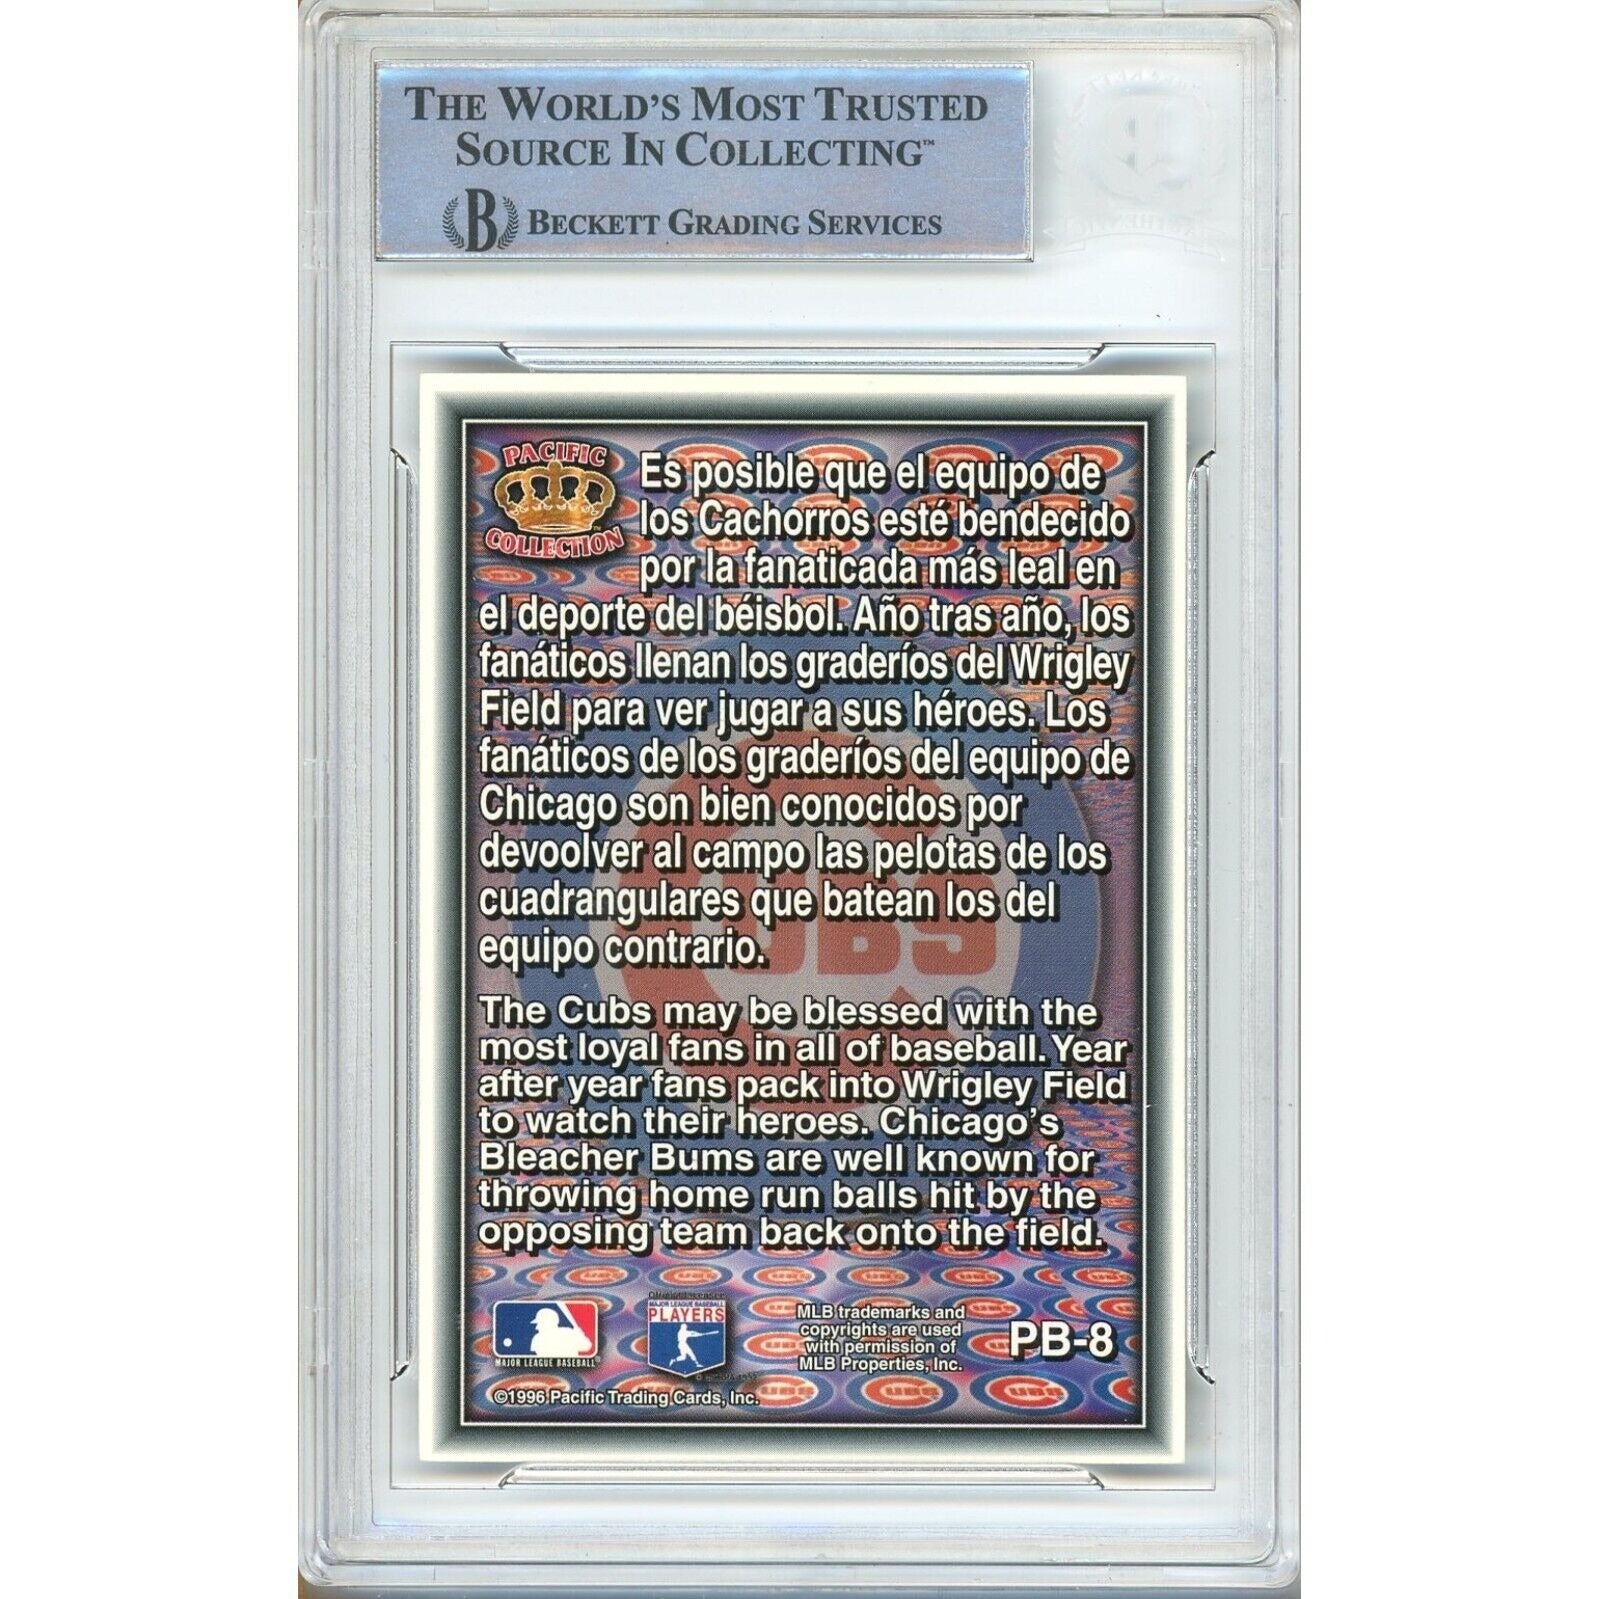 THE WORLD'S MOST TRUSTED
SOURCE IN COLLECTING™
B BECKETT GRADING SERVICES
PACIFIC
COLLECTION
Es posible que el equipo de
los Cachorros esté bendecido
por la fanaticada más leal en
el deporte del béisbol. Año tras año, los
fanáticos llenan los graderíos del Wrigley
Field para ver jugar a sus héroes. Los
fanáticos de los graderíos del equipo de
Chicago son bien conocidos por
devoolver al campo las pelotas de los
cuadrangulares que batean los del
equipo contrario.
CUBS®
The Cubs may be blessed with the
most loyal fans in all of baseball. Year
after year fans pack into Wrigley Field
to watch their heroes. Chicago's
Bleacher Bums are well known for
throwing home run balls hit by the
opposing team back onto the field.
MAJOR LEAGUE BASEBALL®
MAJOR LEAGUE BASEBALL
PLAYERS
MLB trademarks and
copyrights are used
with permission of
MLB Properties, Inc.
PB-8
©1996 Pacific Trading Cards, Inc.